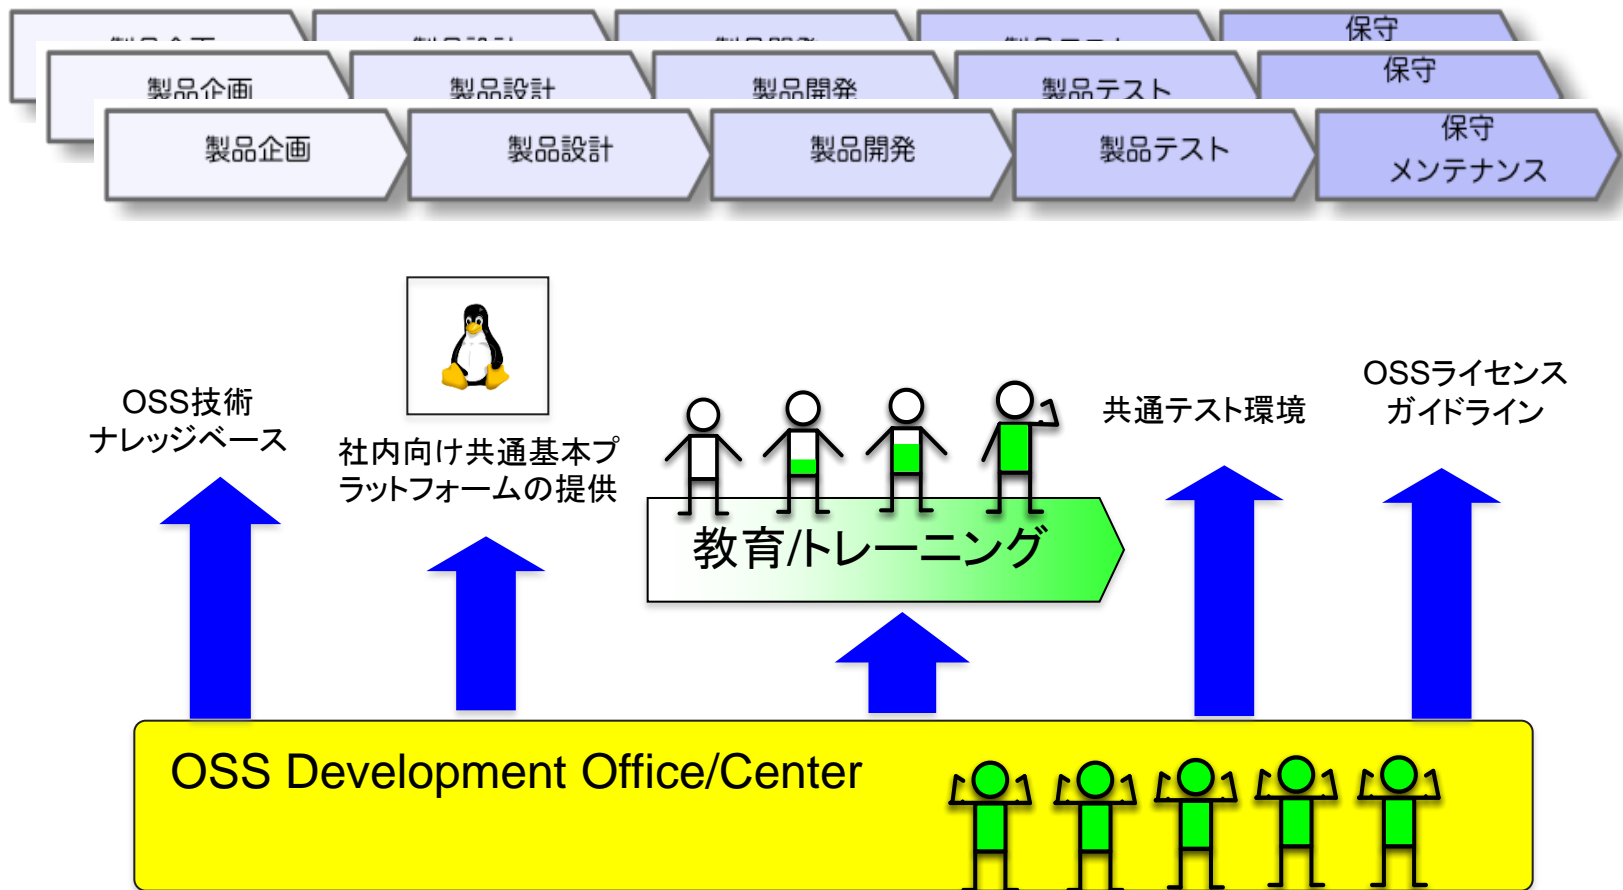 保守
製品企画
製品設計
製品開発
製品テスト
保守
製品企画
製品設計
製品開発
製品テスト
保守
メンテナンス
OSS技術
ナレッジベース
社内向け共通基本プ
ラットフォームの提供
教育/トレーニング
共通テスト環境
OSSライセンス
ガイドライン
OSS Development Office/Center